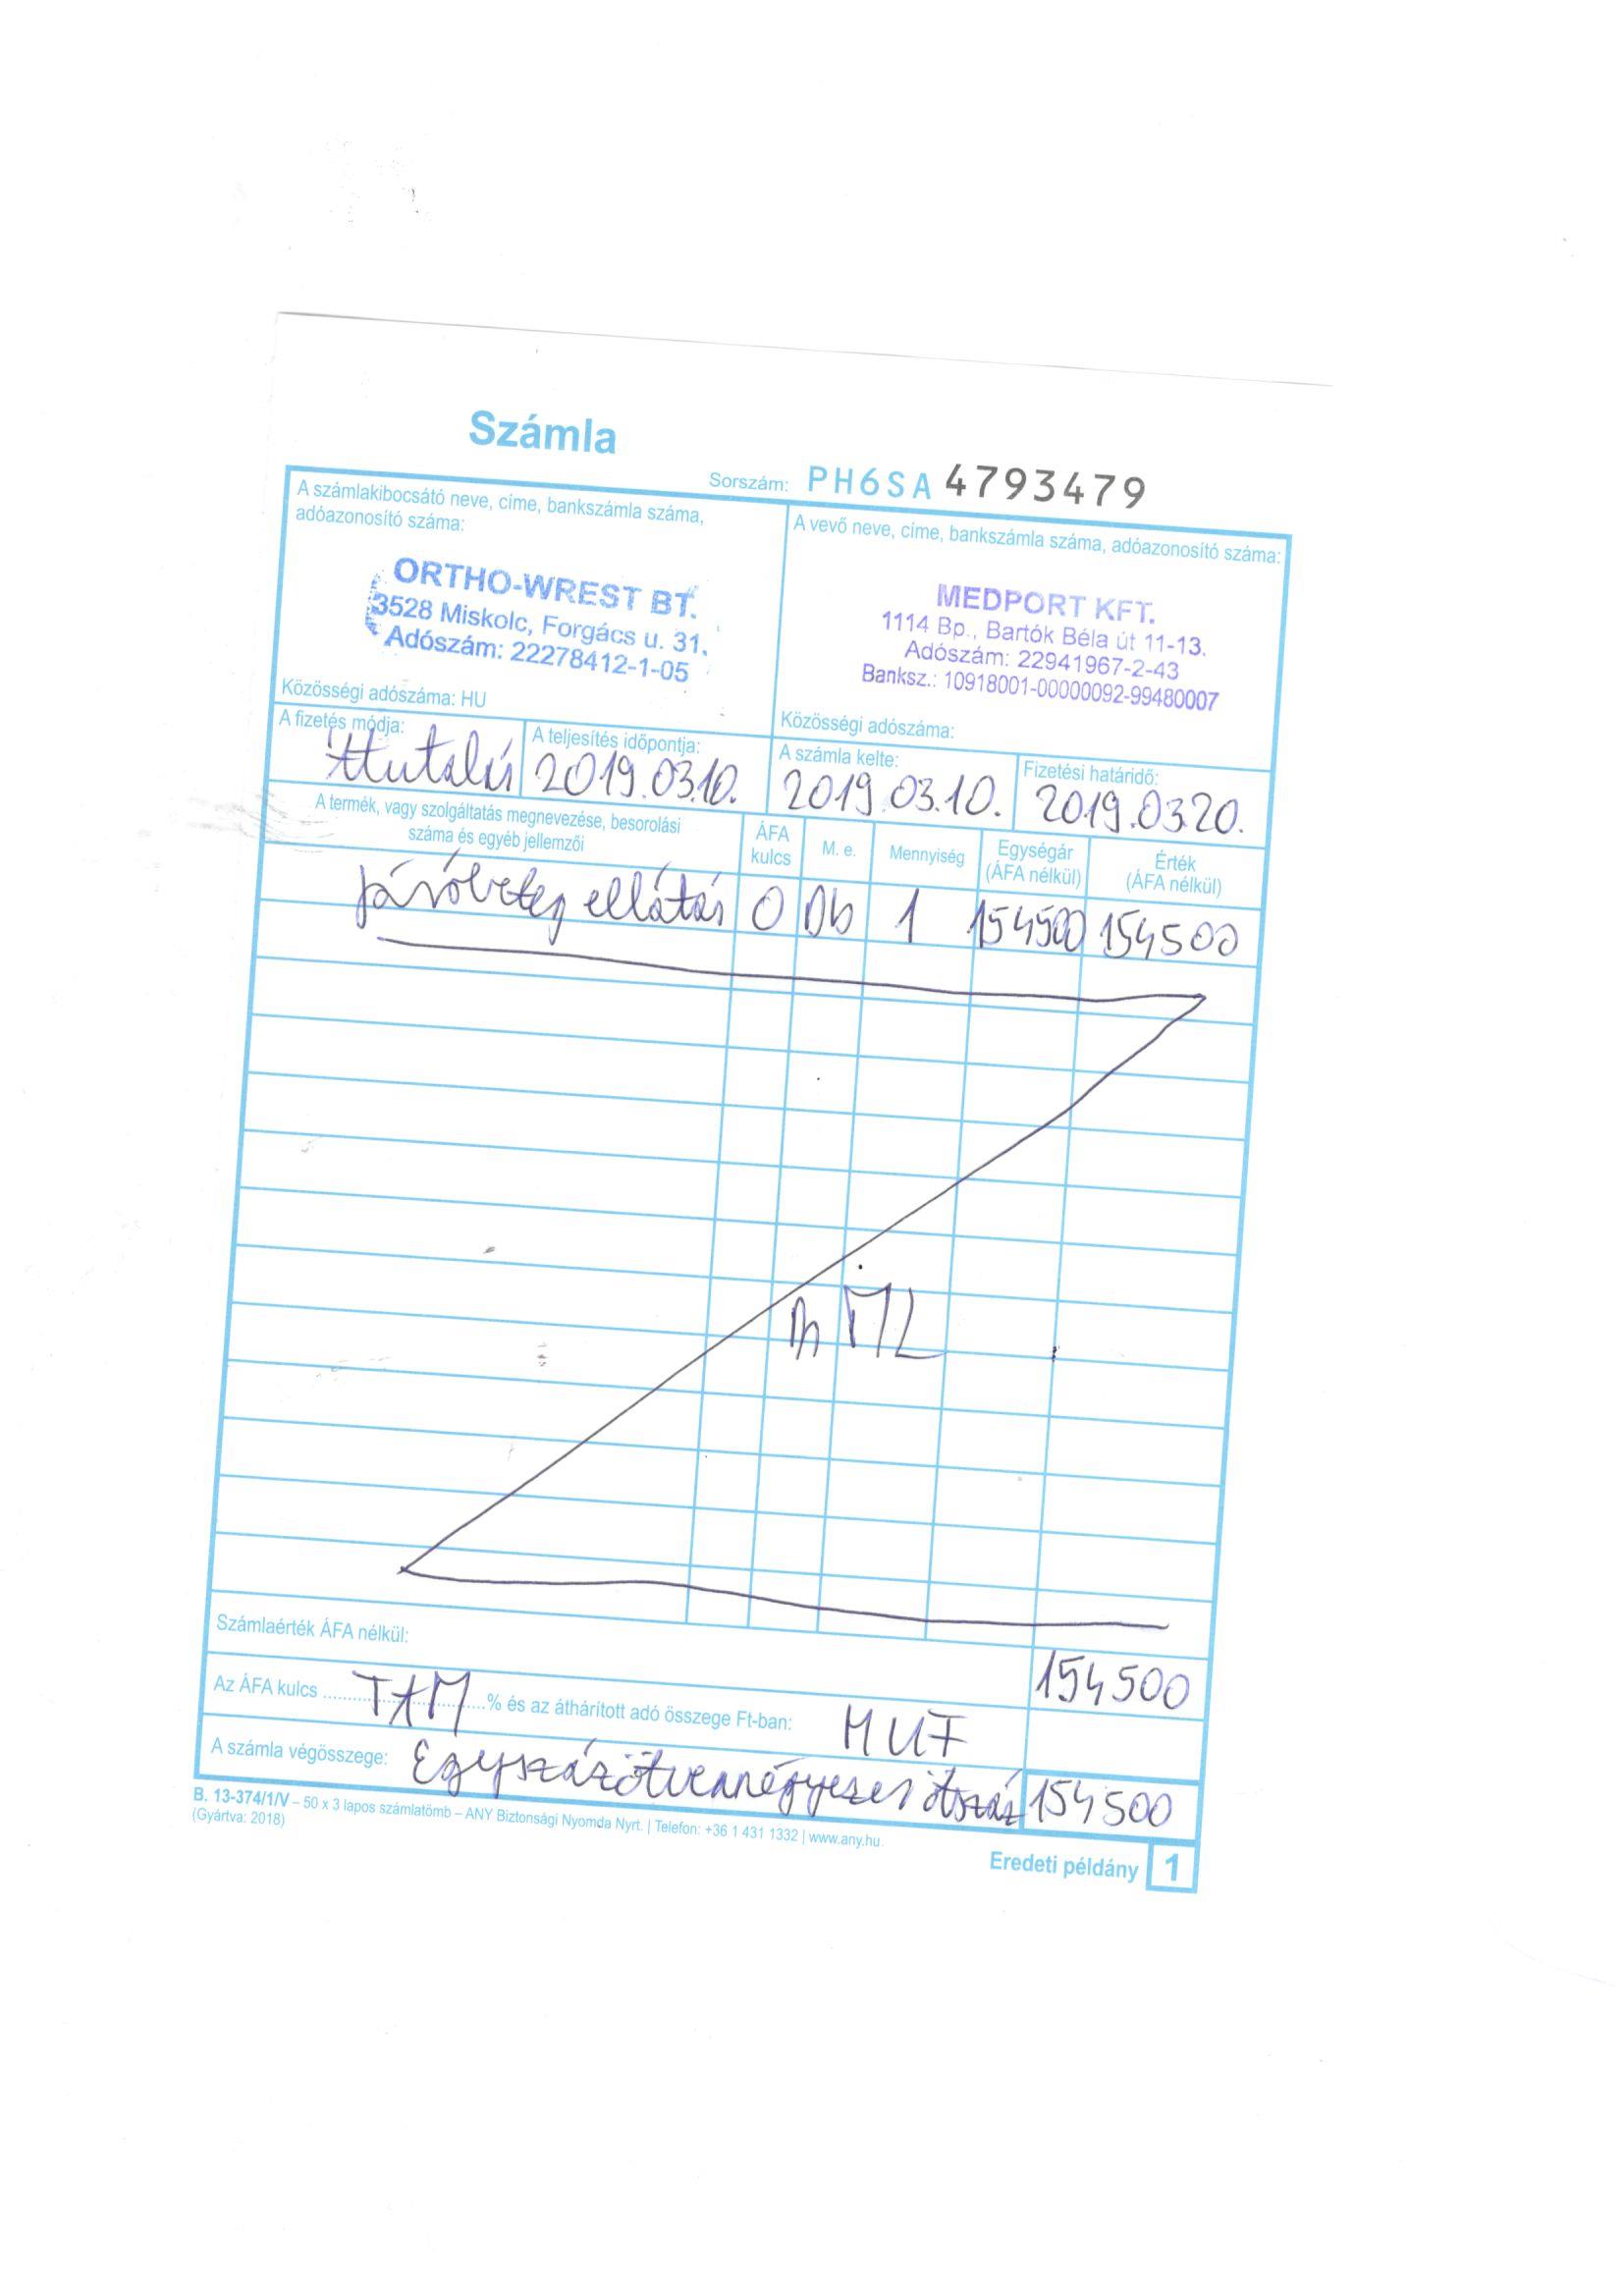 Számla
Sorszám: PH6SA 4793479
A számlakibocsátó neve, címe, bankszámla száma,
adóazonosító száma:
ORTHO-WREST BT.
3528 Miskolc, Forgács u. 31.
Adószám: 22278412-1-05
Közösségi adószáma: HU
A vevő neve, címe, bankszámla száma, adóazonosító száma:
MEDPORT KFT.
1114 Bp., Bartók Béla út 11-13.
Adószám: 22941967-2-43
Banksz.: 10918001-00000092-99480007
Közösségi adószáma:
A fizetés módja:
Átutalás
A teljesítés időpontja:
2019.03.10.
A számla kelte:
2019.03.10.
Fizetési határidő:
2019.03.20.
A termék, vagy szolgáltatás megnevezése, besorolási
száma és egyéb jellemzői
ÁFA
kulcs
M. e.
Mennyiség
Egységár
(ÁFA nélkül)
Érték
(ÁFA nélkül)
Járóbeteg ellátás 0 Db 1 154500 154500
Számlaérték ÁFA nélkül: 154500
Az ÁFA kulcs TAM % és az áthárított adó összege Ft-ban: HUF
A számla végösszege: Egyszázötvennégyezer ötszáz 154500
B. 13-374/1/V – 50 x 3 lapos számlatömb – ANY Biztonsági Nyomda Nyrt. | Telefon: +36 1 431 1332 | www.any.hu
(Gyártva: 2018)
Eredeti példány 1